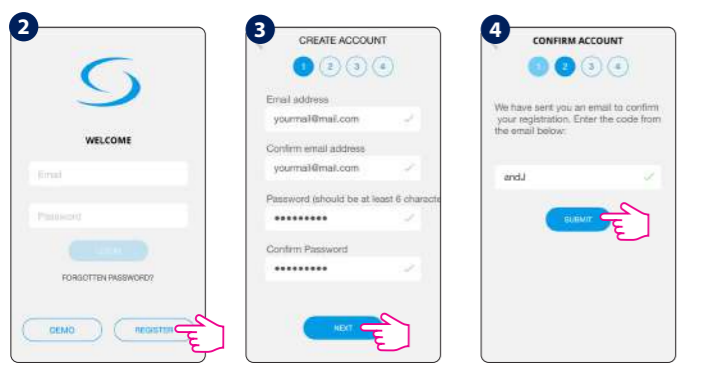 2
WELCOME
Email
Password
LOGIN
FORGOTTEN PASSWORD?
DEMO
REGISTER
3
CREATE ACCOUNT
1 2 3 4
Email address
yourmail@mail.com
Confirm email address
yourmail@mail.com
Password (should be at least 6 characte
•••••••••
Confirm Password
•••••••••
NEXT
4
CONFIRM ACCOUNT
1 2 3 4
We have sent you an email to confirm
your registration. Enter the code from
the email below:
andJ
SUBMIT